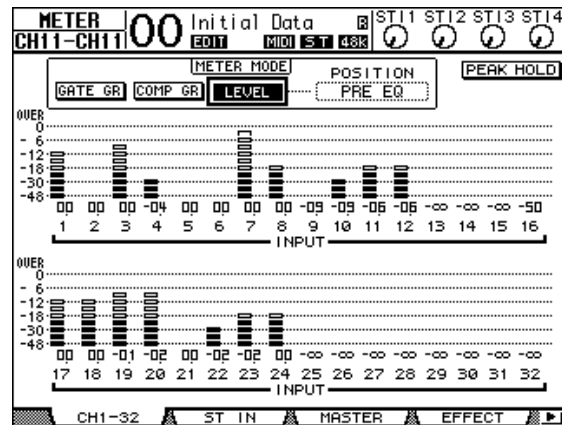 METER
CH11-CH11
00
Initial Data
R
EDIT
MIDI
ST
48k
STI1 STI2 STI3 STI4
METER MODE
GATE GR
COMP GR
LEVEL
POSITION
PRE EQ
PEAK HOLD
OVER
0
- 6
-12
-18
-30
-48
00 00 00 -04 00 00 00 00 -09 -09 -06 -06 -∞ -∞ -∞ -50
1 2 3 4 5 6 7 8 9 10 11 12 13 14 15 16
INPUT
OVER
0
- 6
-12
-18
-30
-48
00 00 -01 -02 00 -02 -02 00 -∞ -∞ -∞ -∞ -∞ -∞ -∞ -∞
17 18 19 20 21 22 23 24 25 26 27 28 29 30 31 32
INPUT
CH1-32
ST IN
MASTER
EFFECT